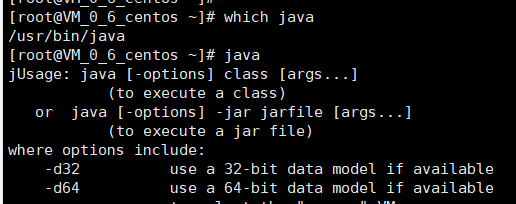 [root@VM_0_6_centos ~]#
[root@VM_0_6_centos ~]# which java
/usr/bin/java
[root@VM_0_6_centos ~]# java
jUsage: java [-options] class [args...]
(to execute a class)
or java [-options] -jar jarfile [args...]
(to execute a jar file)
where options include:
-d32 use a 32-bit data model if available
-d64 use a 64-bit data model if available